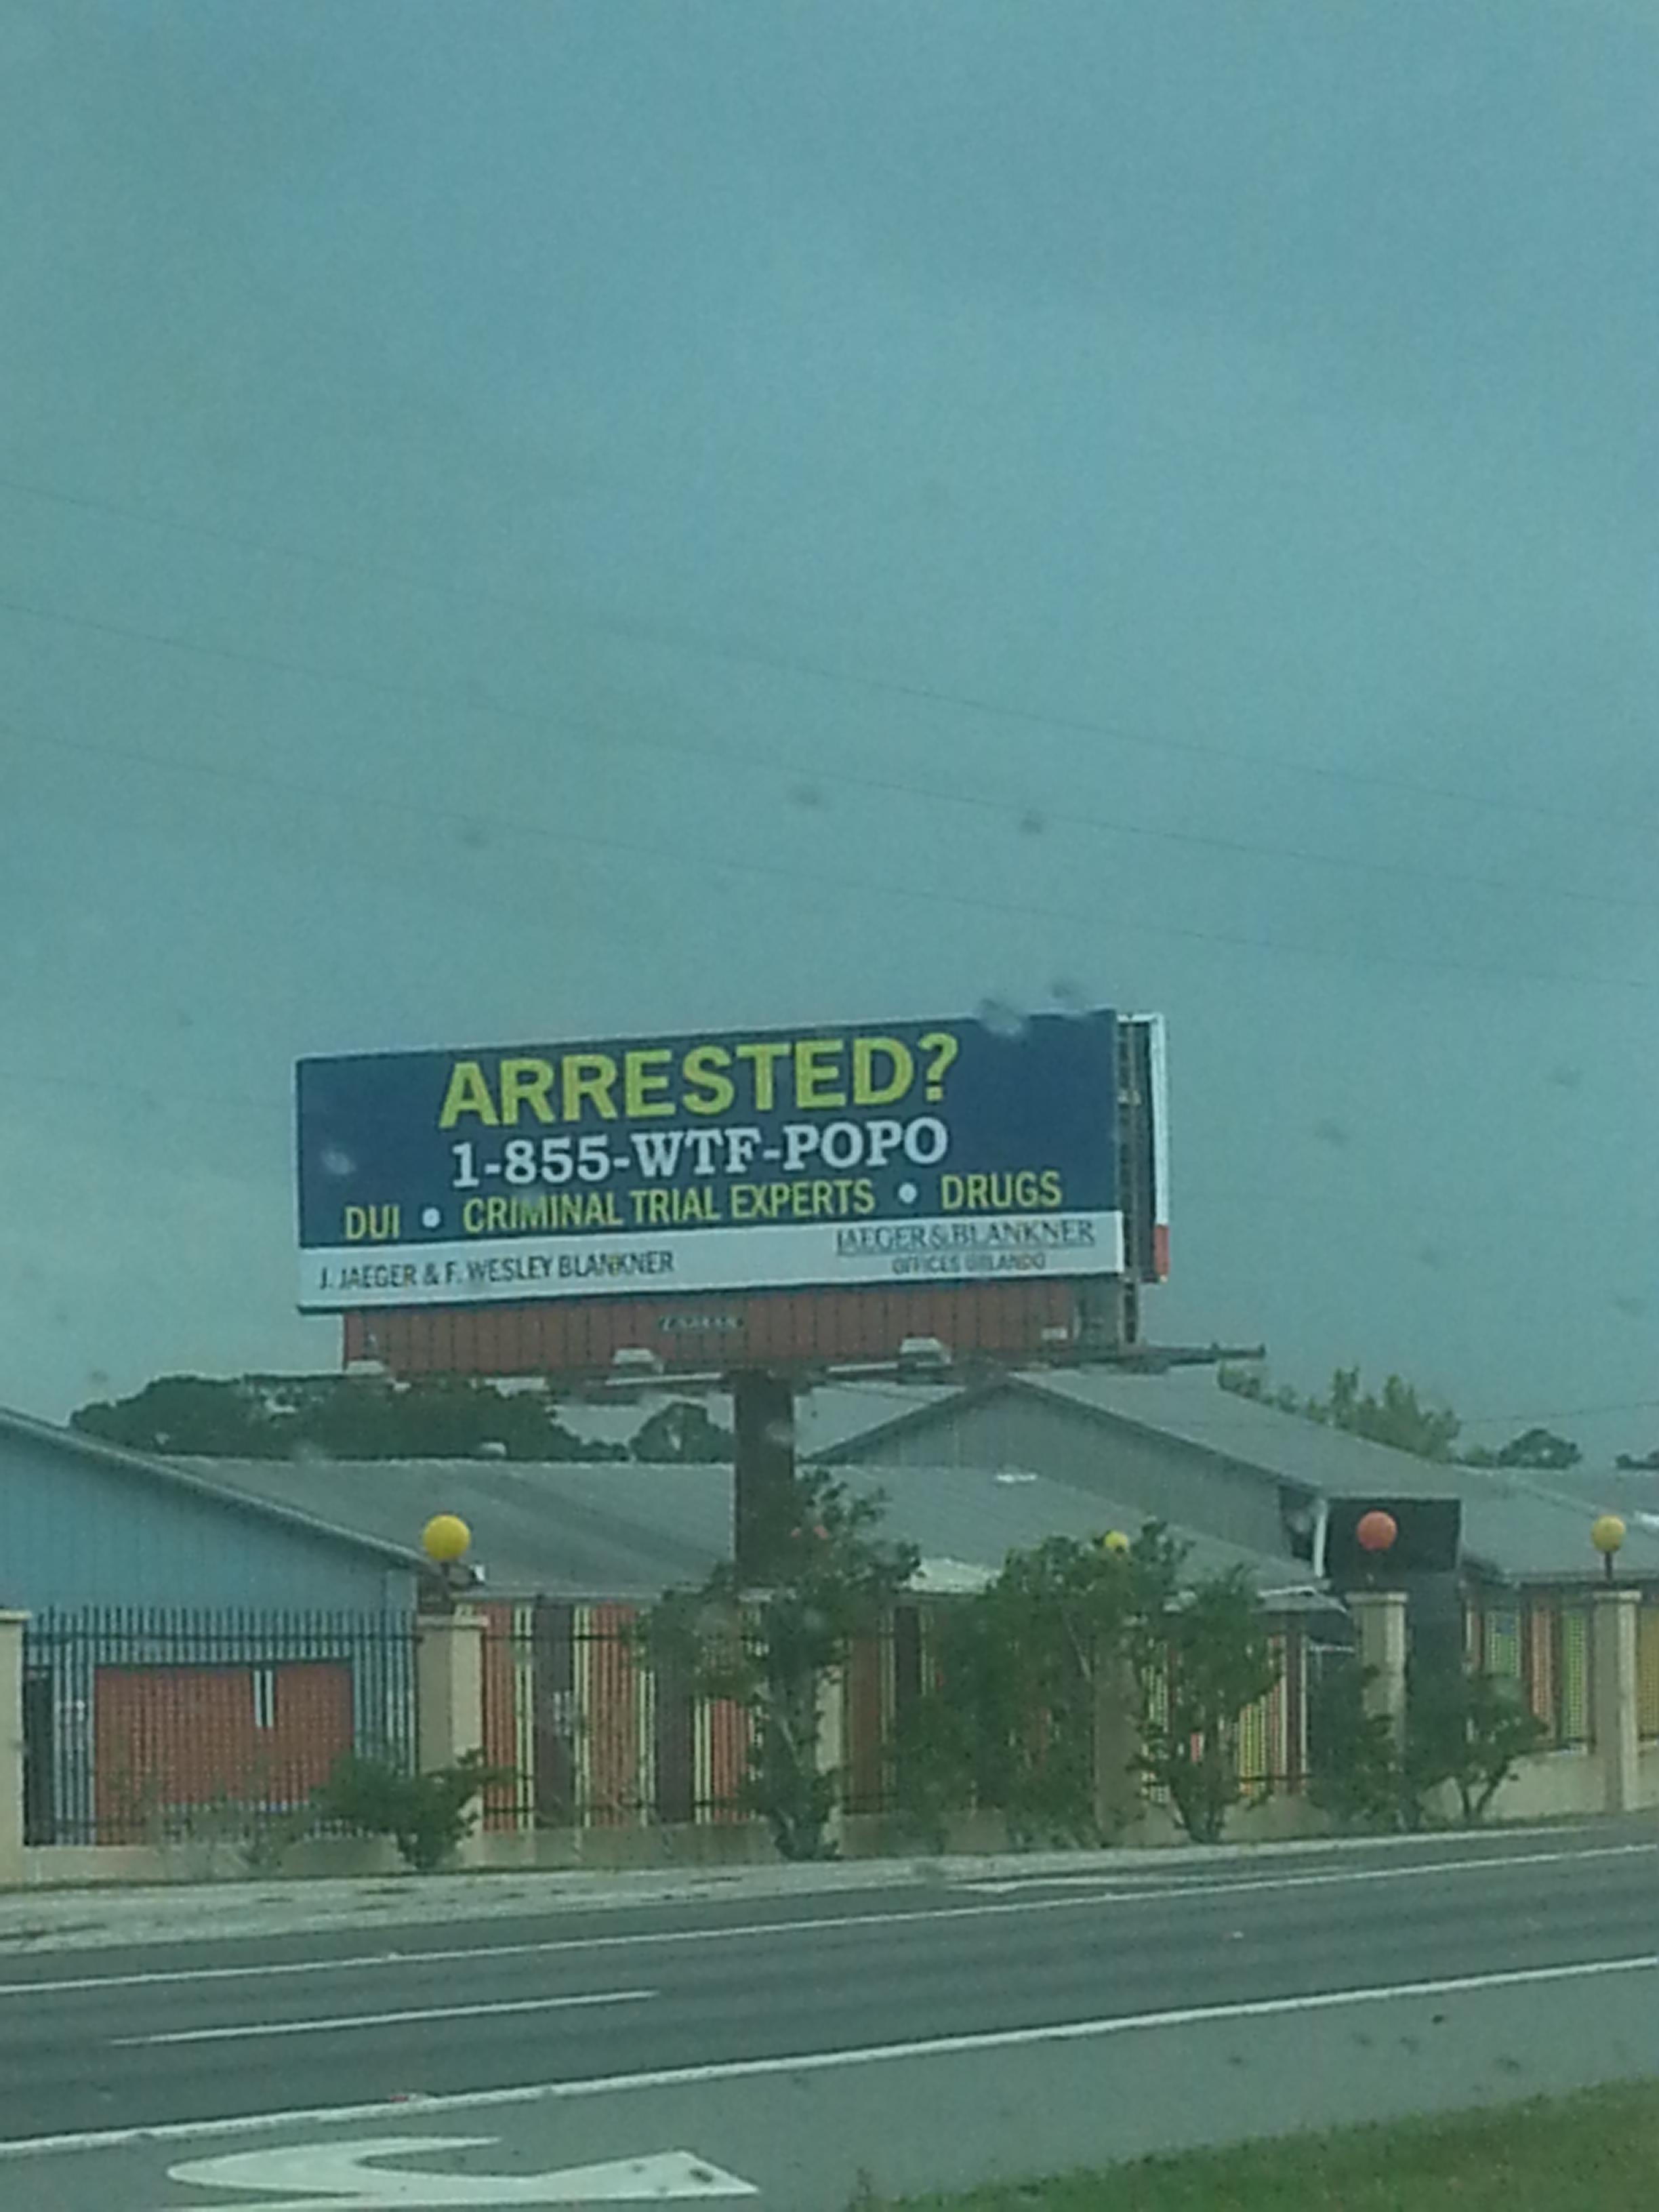 ARRESTED?
1-855-WTF-POPO
DUI • CRIMINAL TRIAL EXPERTS • DRUGS
J. JAEGER & F. WESLEY BLANKNER
JAEGER & BLANKNER
OFFICES ORLANDO